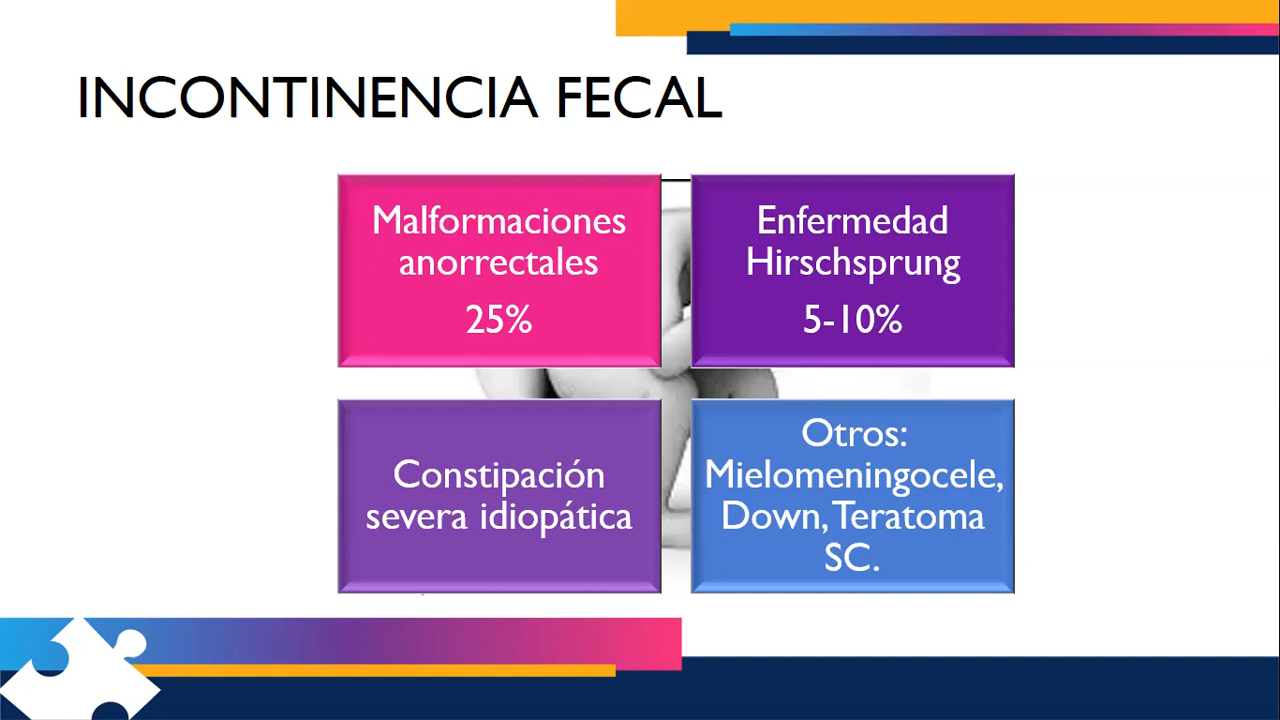 INCONTINENCIA FECAL
Malformaciones
anorrectales
25%
Enfermedad
Hirschsprung
5-10%
Constipación
severa idiopática
Otros:
Mielomeningocele,
Down, Teratoma
SC.